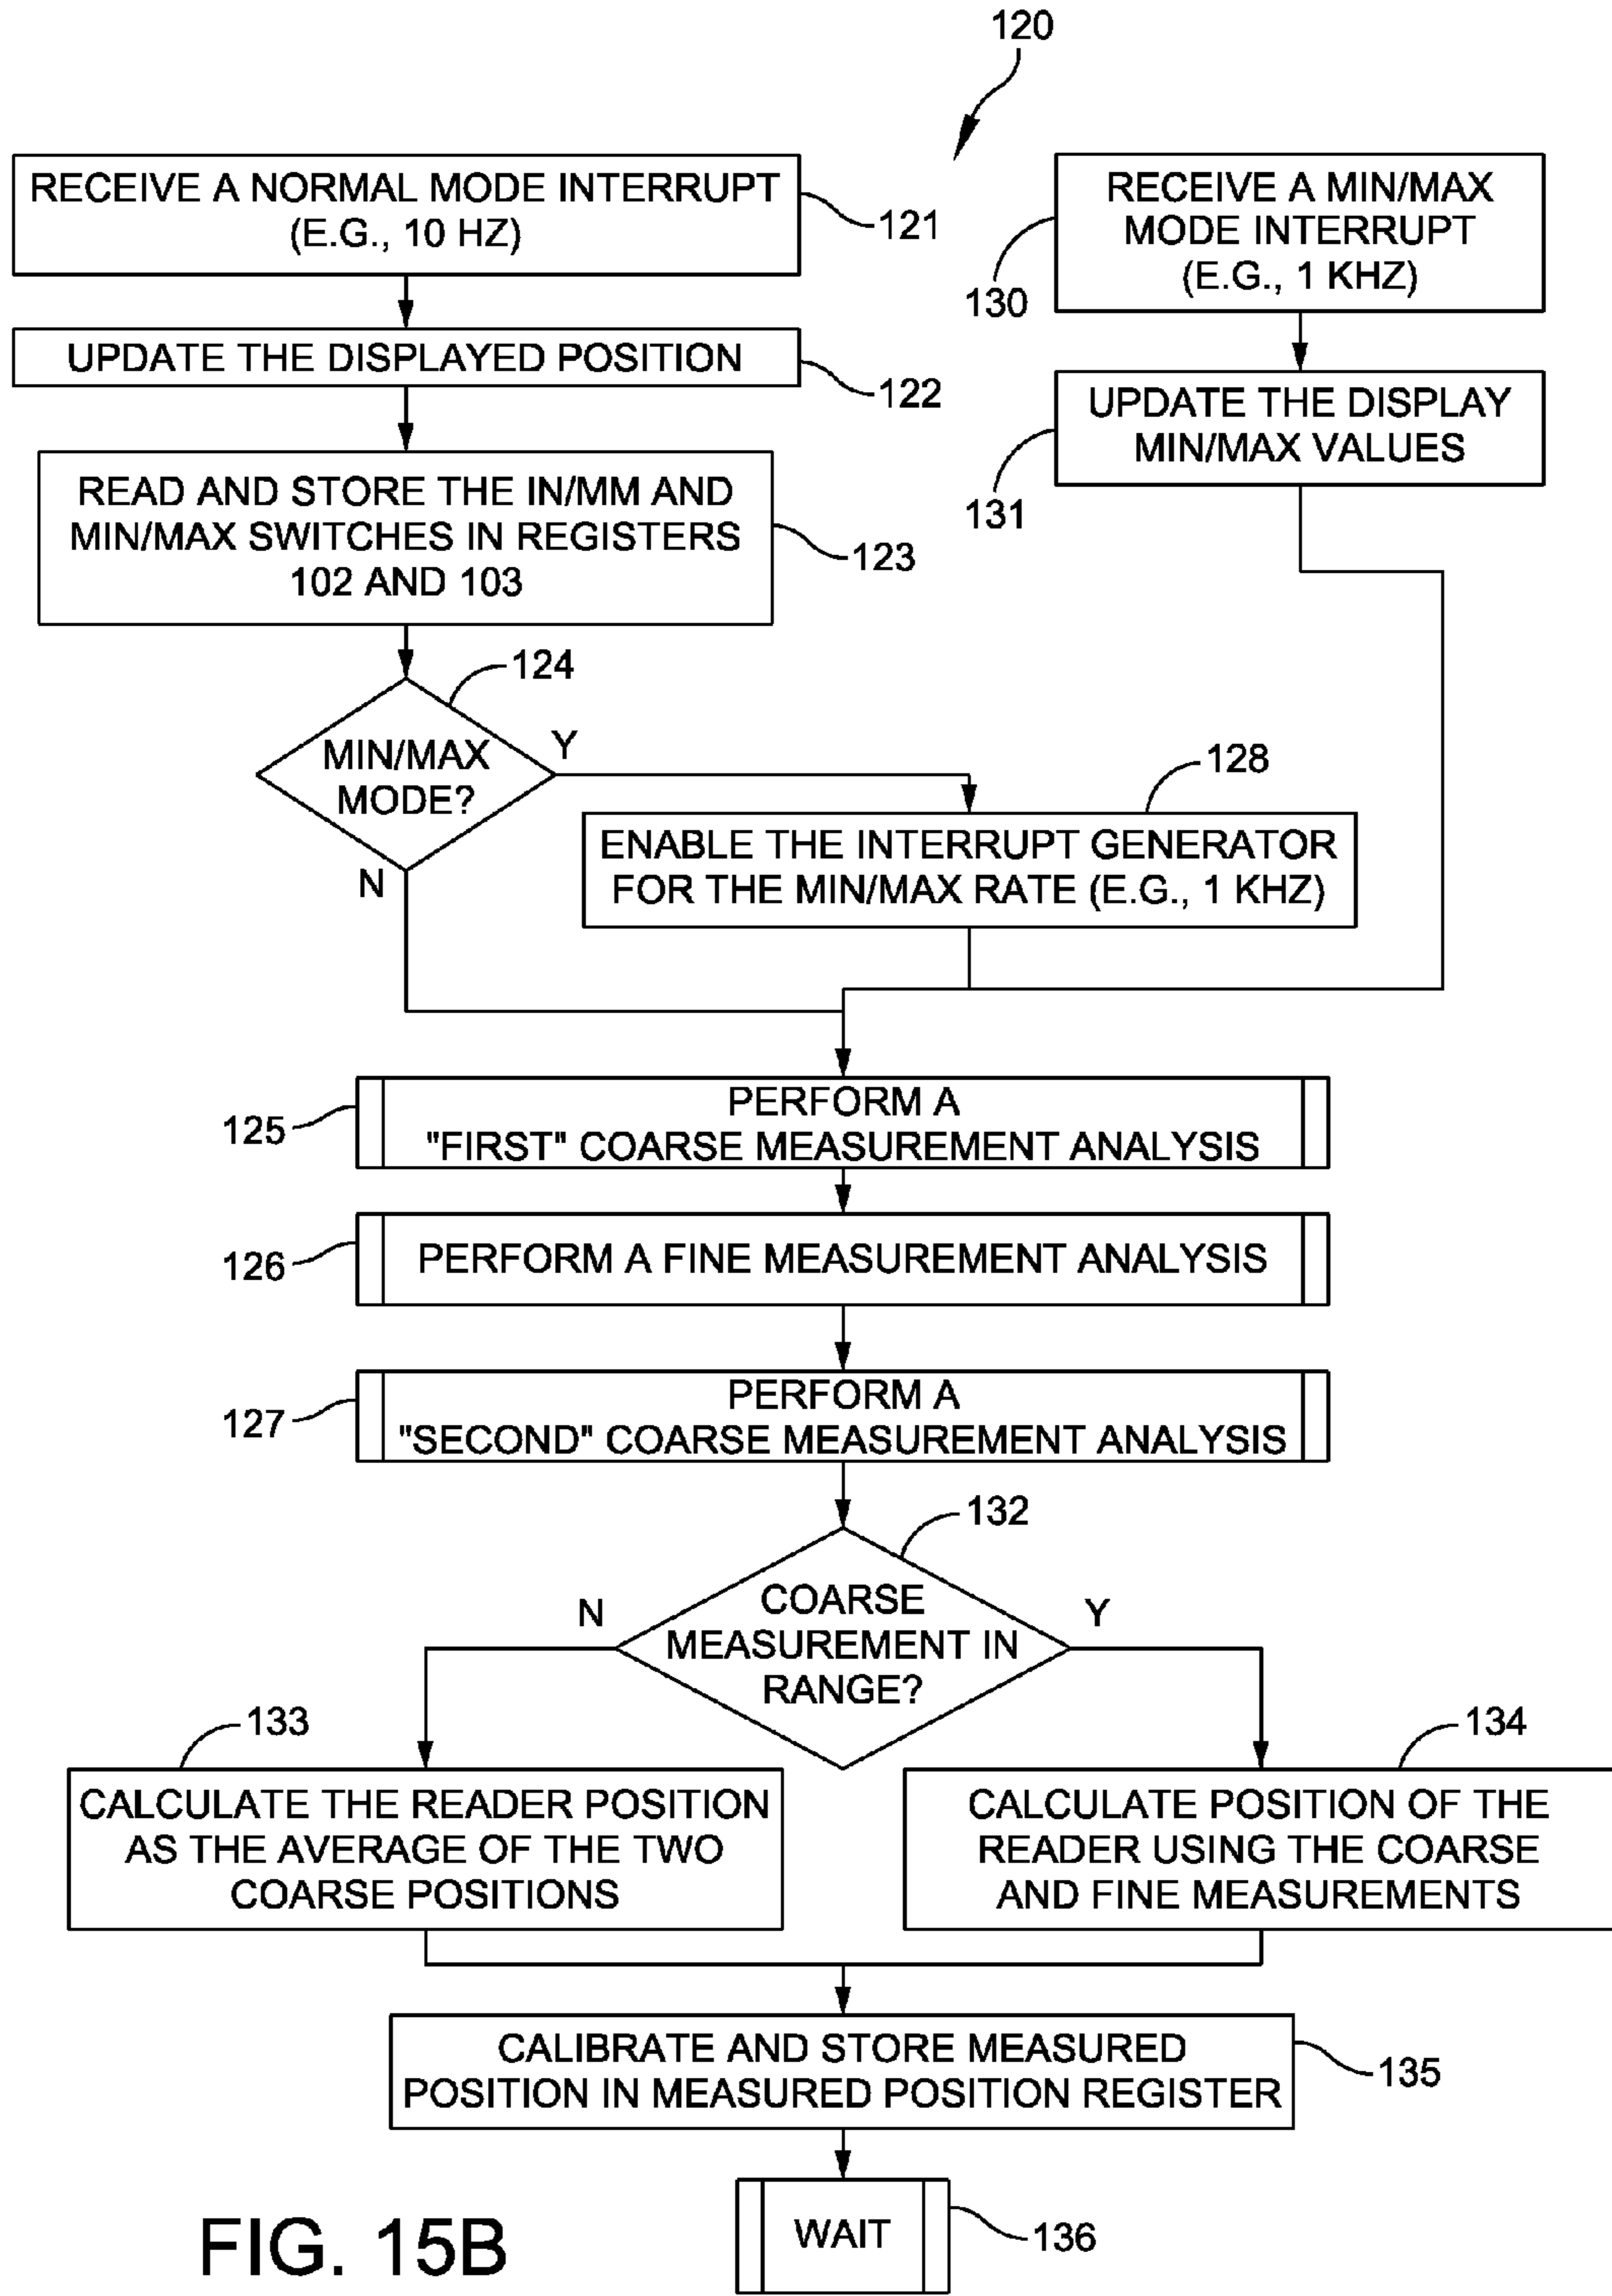 120
RECEIVE A NORMAL MODE INTERRUPT
(E.G., 10 HZ)
121
RECEIVE A MIN/MAX
MODE INTERRUPT
(E.G., 1 KHZ)
130
UPDATE THE DISPLAYED POSITION
122
UPDATE THE DISPLAY
MIN/MAX VALUES
131
READ AND STORE THE IN/MM AND
MIN/MAX SWITCHES IN REGISTERS
102 AND 103
123
124
MIN/MAX
MODE?
Y
N
128
ENABLE THE INTERRUPT GENERATOR
FOR THE MIN/MAX RATE (E.G., 1 KHZ)
125
PERFORM A
"FIRST" COARSE MEASUREMENT ANALYSIS
126
PERFORM A FINE MEASUREMENT ANALYSIS
127
PERFORM A
"SECOND" COARSE MEASUREMENT ANALYSIS
132
N
COARSE
MEASUREMENT IN
RANGE?
Y
133
CALCULATE THE READER POSITION
AS THE AVERAGE OF THE TWO
COARSE POSITIONS
134
CALCULATE POSITION OF THE
READER USING THE COARSE
AND FINE MEASUREMENTS
CALIBRATE AND STORE MEASURED
POSITION IN MEASURED POSITION REGISTER
135
WAIT
136
FIG. 15B